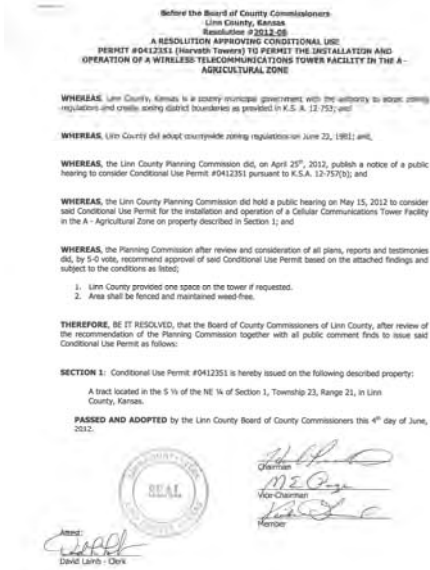 Before the Board of County Commissioners
Linn County, Kansas
Resolution #2012-08
A RESOLUTION APPROVING CONDITIONAL USE
PERMIT #0412351 (Horvath Towers) TO PERMIT THE INSTALLATION AND
OPERATION OF A WIRELESS TELECOMMUNICATIONS TOWER FACILITY IN THE A -
AGRICULTURAL ZONE
WHEREAS, Linn County, Kansas is a county municipal government with the authority to adopt zoning
regulations and create zoning district boundaries as provided in K.S. A. 12-753; and
WHEREAS, Linn County did adopt countywide zoning regulations on June 22, 1981; and,
WHEREAS, the Linn County Planning Commission did, on April 25th, 2012, publish a notice of a public
hearing to consider Conditional Use Permit #0412351 pursuant to K.S.A. 12-757(b); and
WHEREAS, the Linn County Planning Commission did hold a public hearing on May 15, 2012 to consider
said Conditional Use Permit for the installation and operation of a Cellular Communications Tower Facility
in the A - Agricultural Zone on property described in Section 1; and
WHEREAS, the Planning Commission after review and consideration of all plans, reports and testimonies
did, by 5-0 vote, recommend approval of said Conditional Use Permit based on the attached findings and
subject to the conditions as listed;
1. Linn County provided one space on the tower if requested.
2. Area shall be fenced and maintained weed-free.
THEREFORE, BE IT RESOLVED, that the Board of County Commissioners of Linn County, after review of
the recommendation of the Planning Commission together with all public comment finds to issue said
Conditional Use Permit as follows:
SECTION 1: Conditional Use Permit #0412351 is hereby issued on the following described property:
A tract located in the S ½ of the NE ¼ of Section 1, Township 23, Range 21, in Linn
County, Kansas.
PASSED AND ADOPTED by the Linn County Board of County Commissioners this 4th day of June,
2012.
Chairman
Vice-Chairman
Member
SEAL
Attest:
David Lamb - Clerk